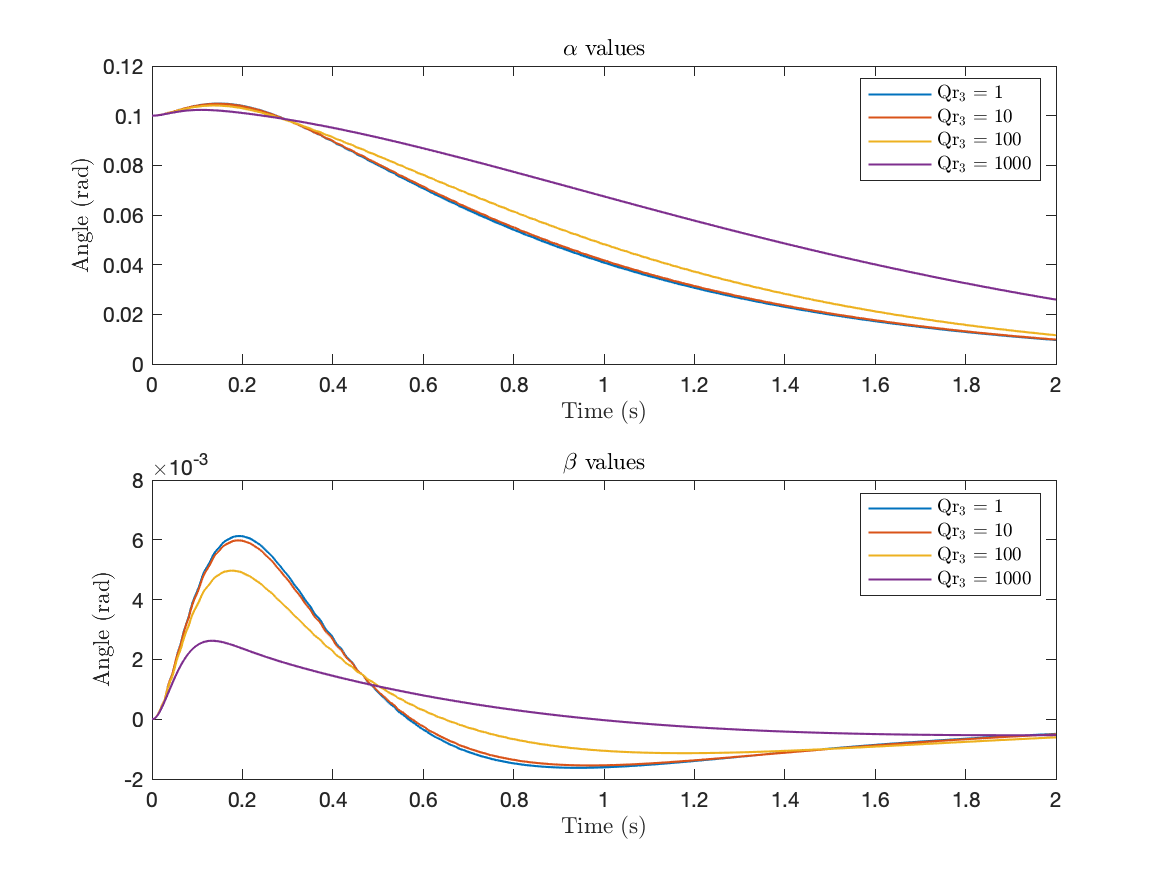 α values
0.12
0.1
0.08
0.06
0.04
0.02
0
Angle (rad)
Qr₃ = 1
Qr₃ = 10
Qr₃ = 100
Qr₃ = 1000
0 0.2 0.4 0.6 0.8 1 1.2 1.4 1.6 1.8 2
Time (s)
β values
×10⁻³
8
6
4
2
0
-2
Angle (rad)
Qr₃ = 1
Qr₃ = 10
Qr₃ = 100
Qr₃ = 1000
0 0.2 0.4 0.6 0.8 1 1.2 1.4 1.6 1.8 2
Time (s)